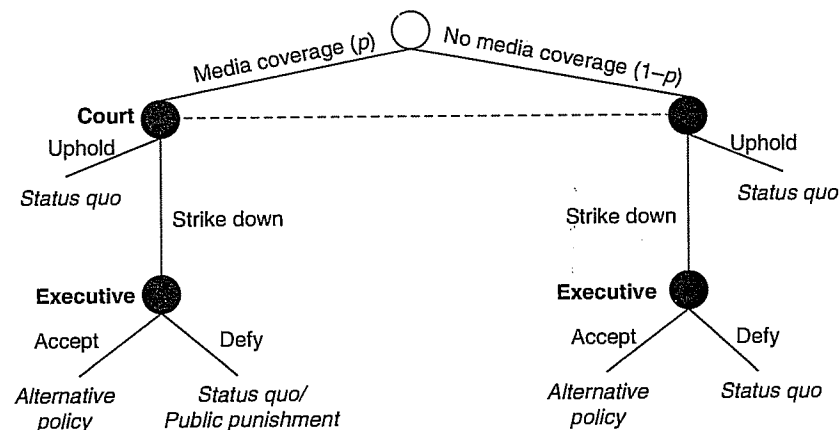 Media coverage (p)
No media coverage (1–p)
Court
Uphold
Uphold
Status quo
Status quo
Strike down
Strike down
Executive
Executive
Accept
Defy
Accept
Defy
Alternative
policy
Status quo/
Public punishment
Alternative
policy
Status quo